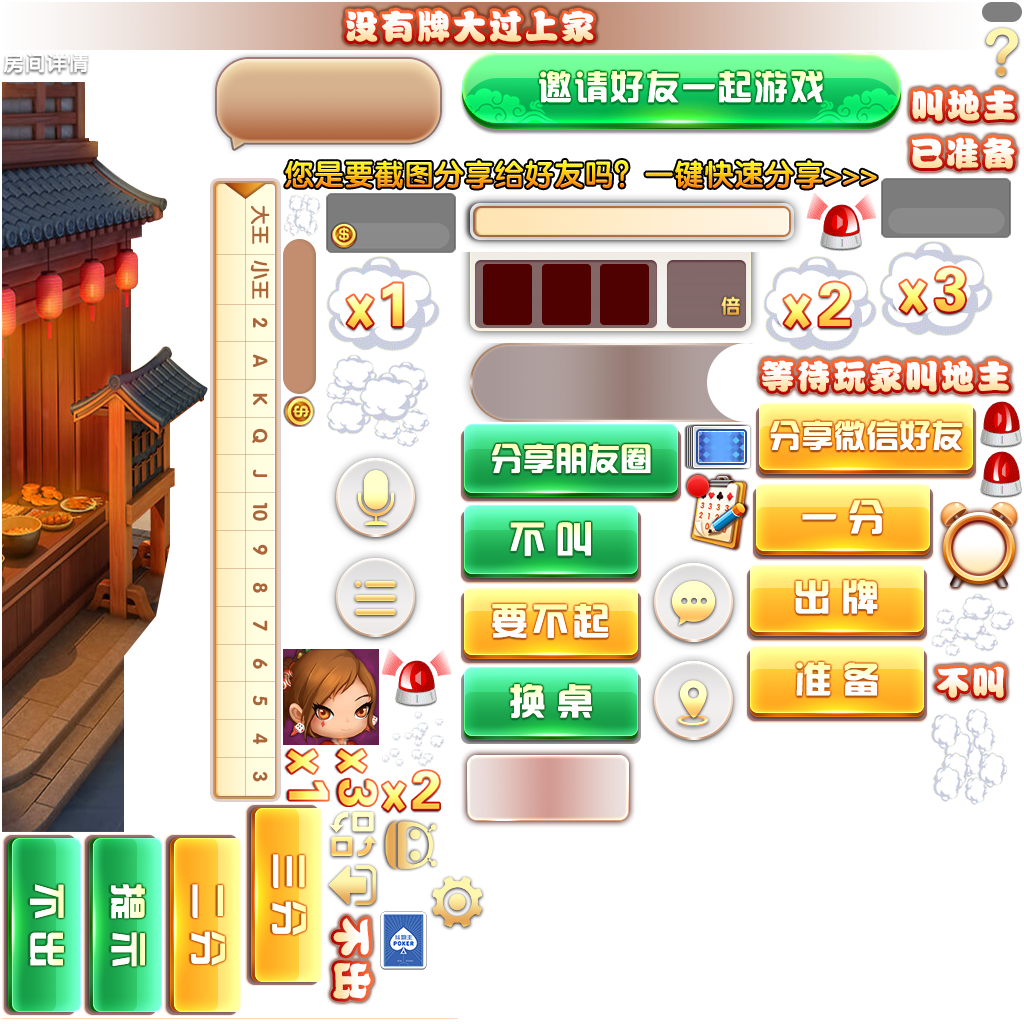 没有牌大过上家
?
房间详情
邀请好友一起游戏
叫地主
已准备
您是要截图分享给好友吗? 一键快速分享>>>
大王
小王
2
A
K
Q
J
10
9
8
7
6
5
4
3
$
x1
倍
x2
x3
等待玩家叫地主
$
分享朋友圈
分享微信好友
不叫
一分
要不起
出牌
换桌
准备
不叫
x1
x3
x2
不出
提示
二分
三分
不出
POKER